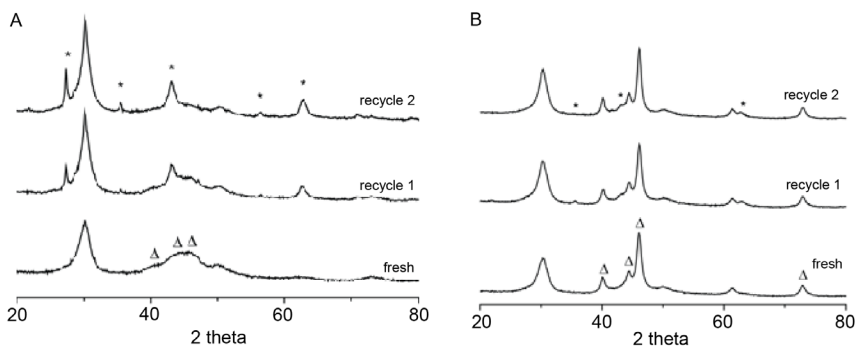 A
*
*
*
*
*
recycle 2
recycle 1
Δ
Δ
Δ
fresh
20
40
60
80
2 theta
B
*
*
*
recycle 2
recycle 1
Δ
Δ
Δ
Δ
fresh
20
40
60
80
2 theta